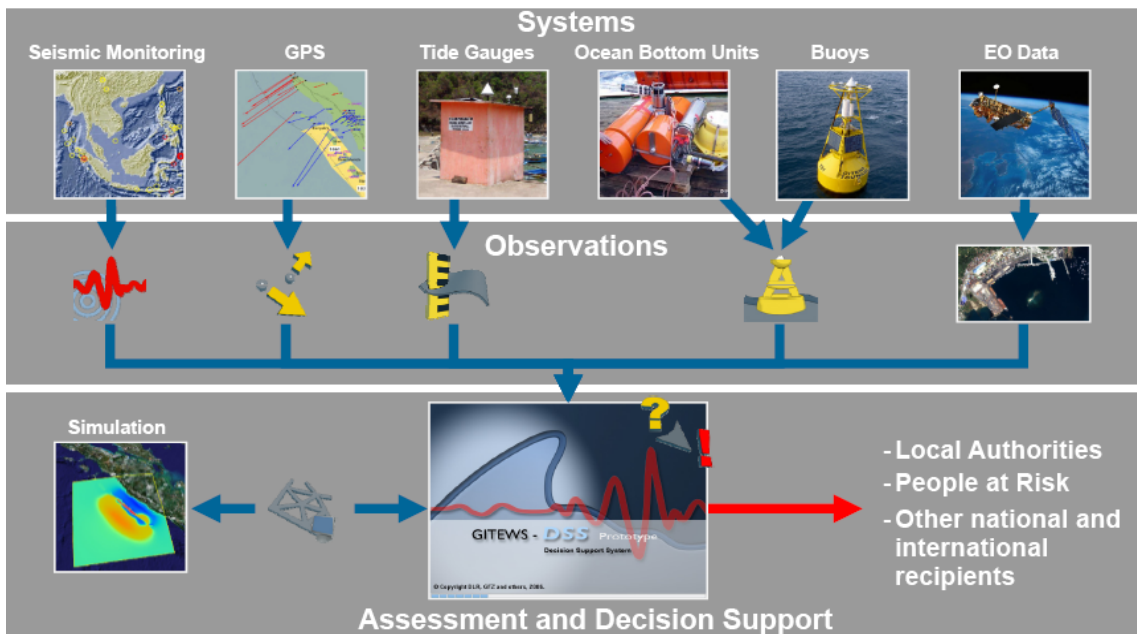 Systems
Seismic Monitoring
GPS
Tide Gauges
Ocean Bottom Units
Buoys
EO Data
Observations
Simulation
?
!
GITEWS - DSS Prototype
Decision Support System
© Copyright DLR, GFZ and others, 2008.
- Local Authorities
- People at Risk
- Other national and
international
recipients
Assessment and Decision Support